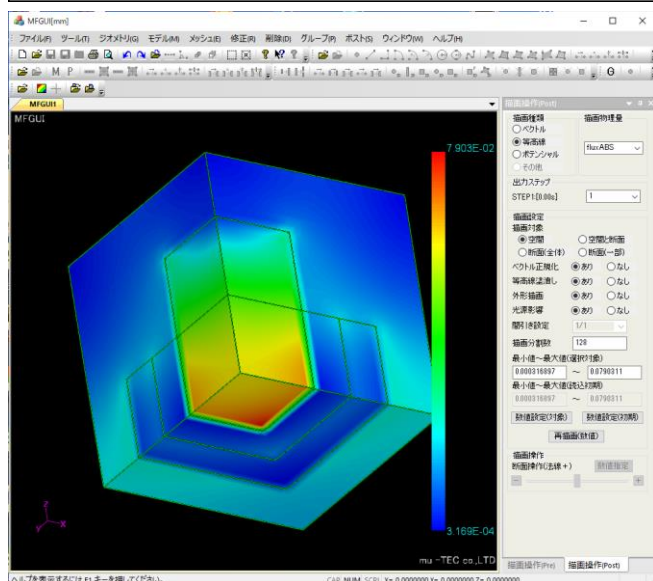 MFGUI[mm]
ファイル(F) ツール(T) ジオメトリ(G) モデル(M) メッシュ(E) 修正(R) 削除(D) グループ(P) ポスト(S) ウィンドウ(W) ヘルプ(H)
M P
MFGUI1
MFGUI
7.903E-02
3.169E-04
z
y
x
mu -TEC co.,LTD
描画操作(Post)
描画種類
描画物理量
ベクトル
等高線
ポテンシャル
その他
fluxABS
出力ステップ
STEP1:[0.00s]
1
描画設定
描画対象
空間
空間と断面
断面(全体)
断面(一部)
ベクトル正規化 あり なし
等高線塗潰し あり なし
外形描画 あり なし
光源影響 あり なし
間引き設定 1/1
描画分割数 128
最小値~最大値(選択対象)
0.000316897 ~ 0.0790311
最小値~最大値(読込初期)
0.000316897 ~ 0.0790311
数値設定(対象) 数値設定(初期)
再描画(数値)
描画操作
断面操作(法線+) 数値指定
描画操作(Pre) 描画操作(Post)
ヘルプを表示するには F1 キーを押してください。
CAP NUM SCRL X= 0.0000000 Y= 0.0000000 Z= 0.0000000